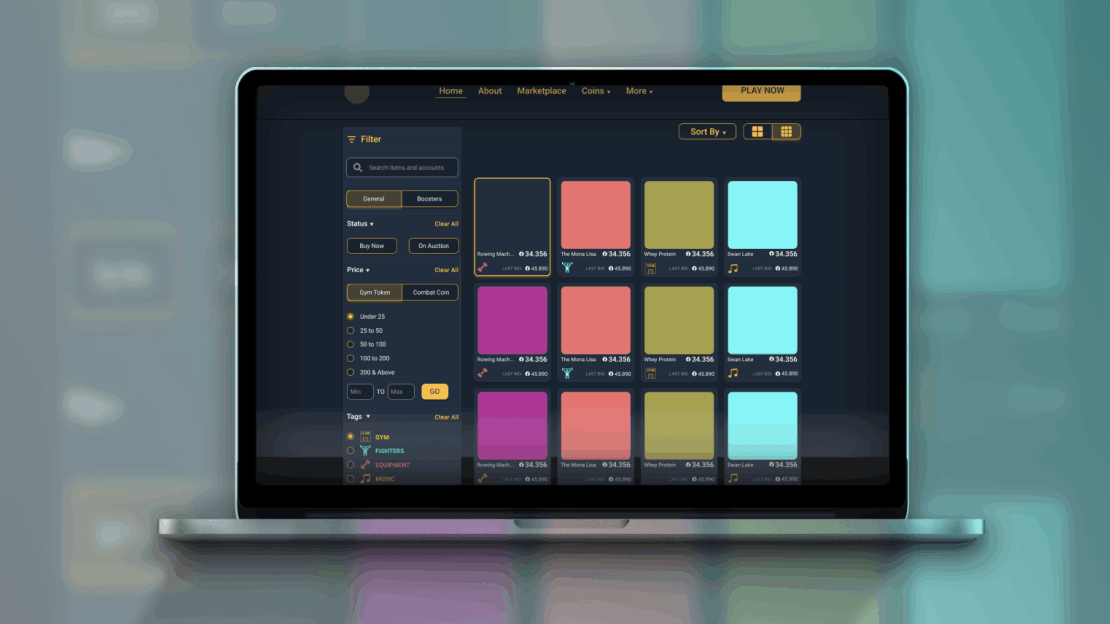 Home About Marketplace Coins More PLAY NOW
Sort By
Filter
Search items and accounts
General Boosters
Status Clear All
Buy Now On Auction
Price Clear All
Gym Token Combat Coin
Under 25
25 to 50
50 to 100
100 to 200
200 & Above
Min TO Max GO
Tags Clear All
GYM
FIGHTERS
EQUIPMENT
MUSIC
Rowing Mach... 34.356 The Mona Lisa 34.356 Whey Protein 34.356 Swan Lake 34.356
LAST BID 45.890 LAST BID 45.890 GYM LAST BID 45.890 LAST BID 45.890
Rowing Mach... 34.356 The Mona Lisa 34.356 Whey Protein 34.356 Swan Lake 34.356
LAST BID 45.890 LAST BID 45.890 GYM LAST BID 45.890 LAST BID 45.890
Rowing Mach... 34.356 The Mona Lisa 34.356 Whey Protein 34.356 Swan Lake 34.356
LAST BID 45.890 LAST BID 45.890 LAST BID 45.890 LAST BID 45.890